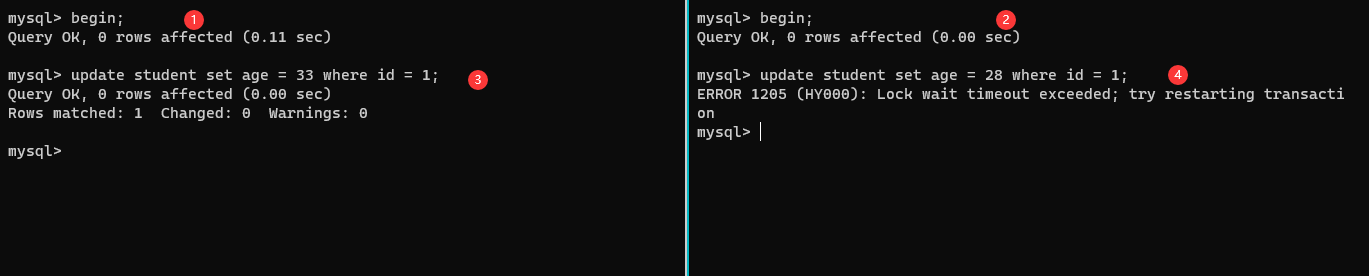 mysql> begin; 1
Query OK, 0 rows affected (0.11 sec)
mysql> update student set age = 33 where id = 1; 3
Query OK, 0 rows affected (0.00 sec)
Rows matched: 1  Changed: 0  Warnings: 0
mysql>
mysql> begin; 2
Query OK, 0 rows affected (0.00 sec)
mysql> update student set age = 28 where id = 1; 4
ERROR 1205 (HY000): Lock wait timeout exceeded; try restarting transacti
on
mysql>